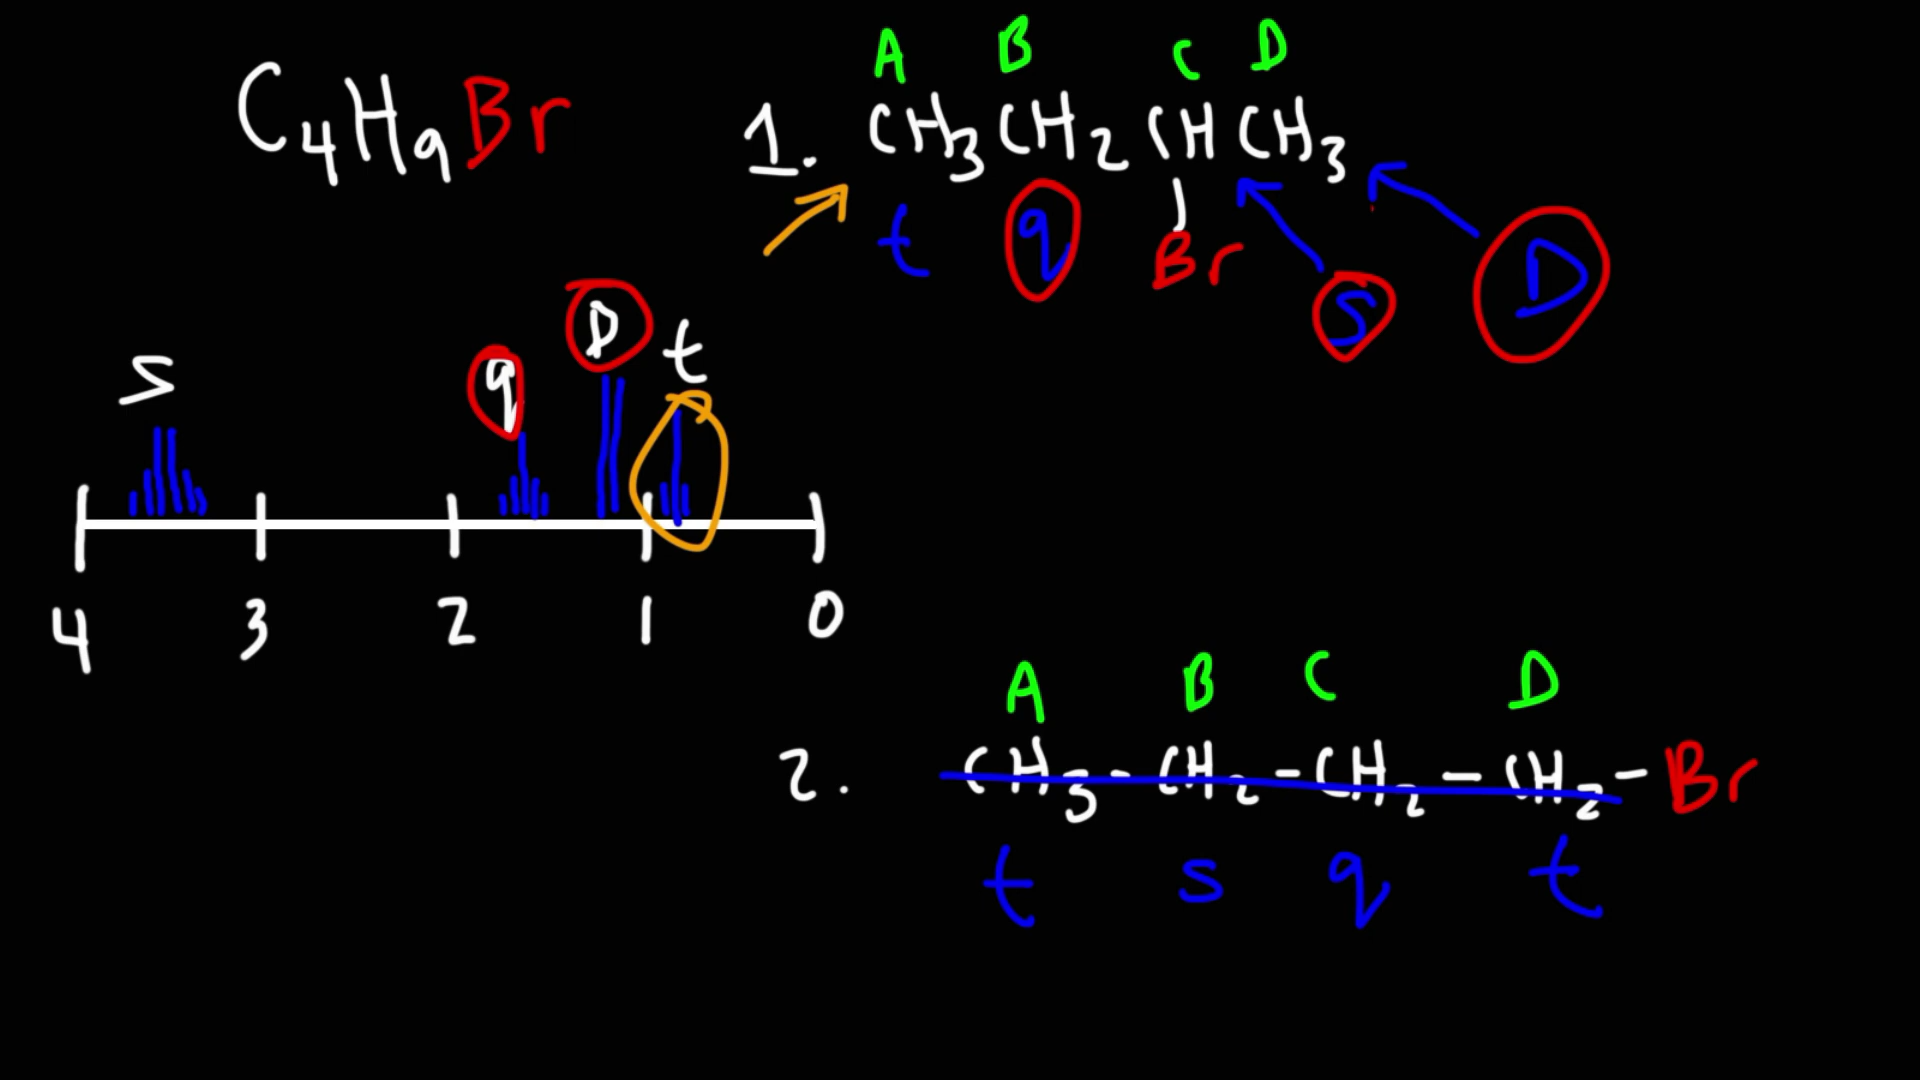 C4H9Br
A B C D
1. CH3CH2CHCH3
t q Br S D
S q D t
4 3 2 1 0
A B C D
2. CH3-CH2-CH2-CH2-Br
t s q t